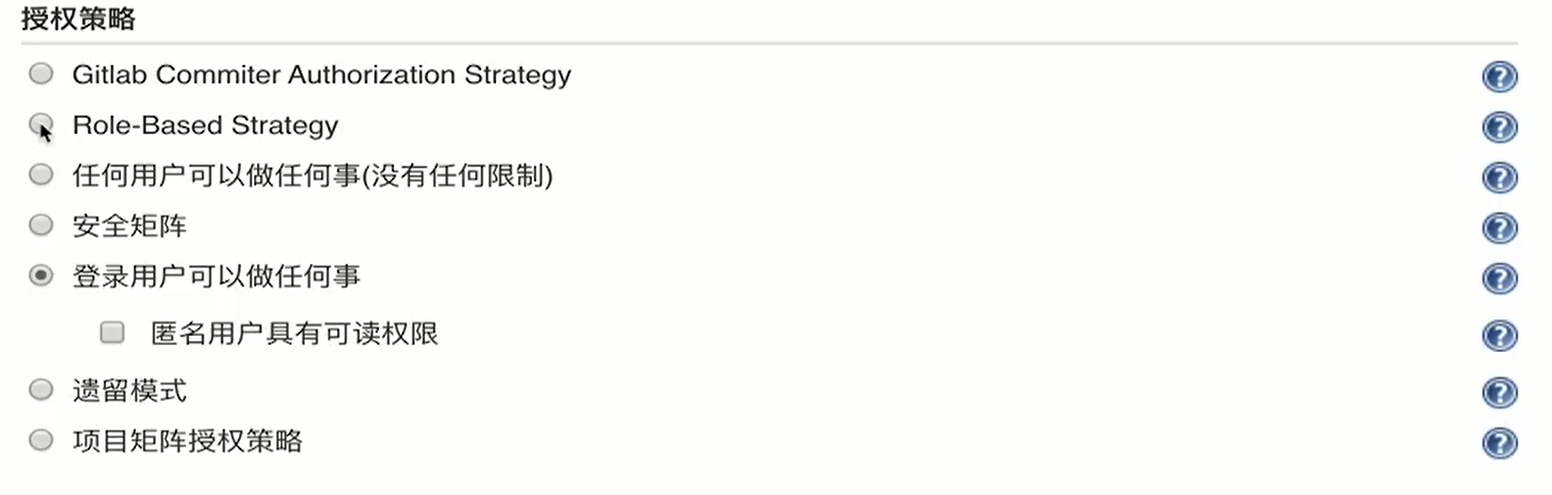 授权策略
Gitlab Commiter Authorization Strategy
Role-Based Strategy
任何用户可以做任何事(没有任何限制)
安全矩阵
登录用户可以做任何事
匿名用户具有可读权限
遗留模式
项目矩阵授权策略